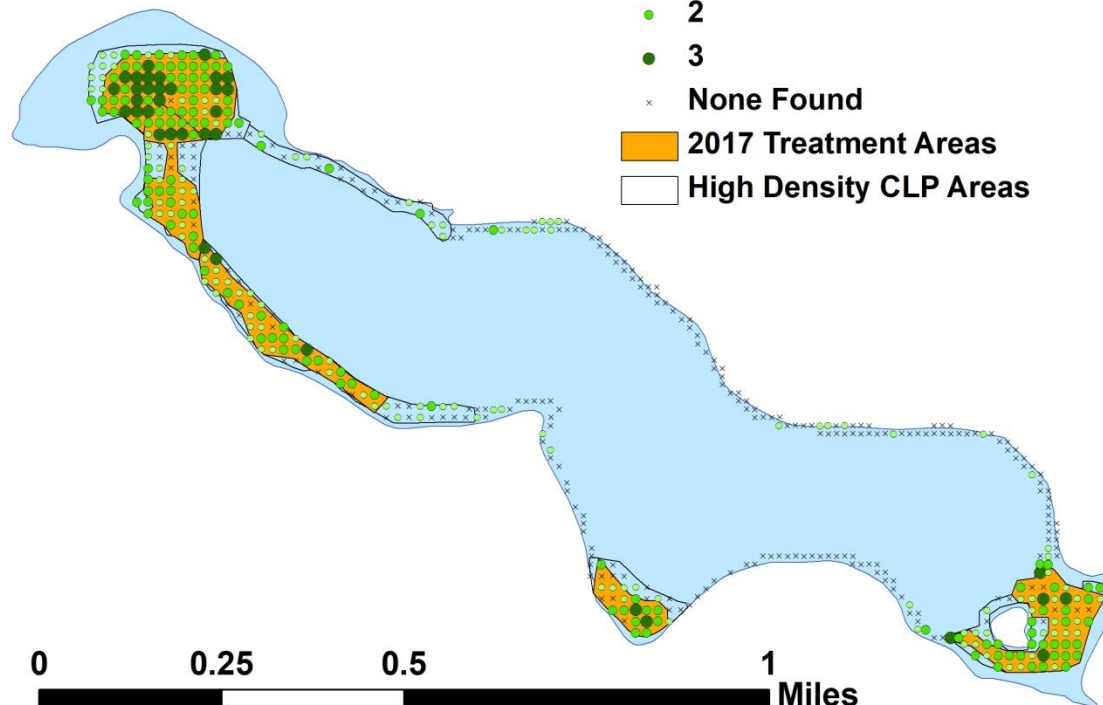 2
3
None Found
2017 Treatment Areas
High Density CLP Areas
0 0.25 0.5 1
Miles